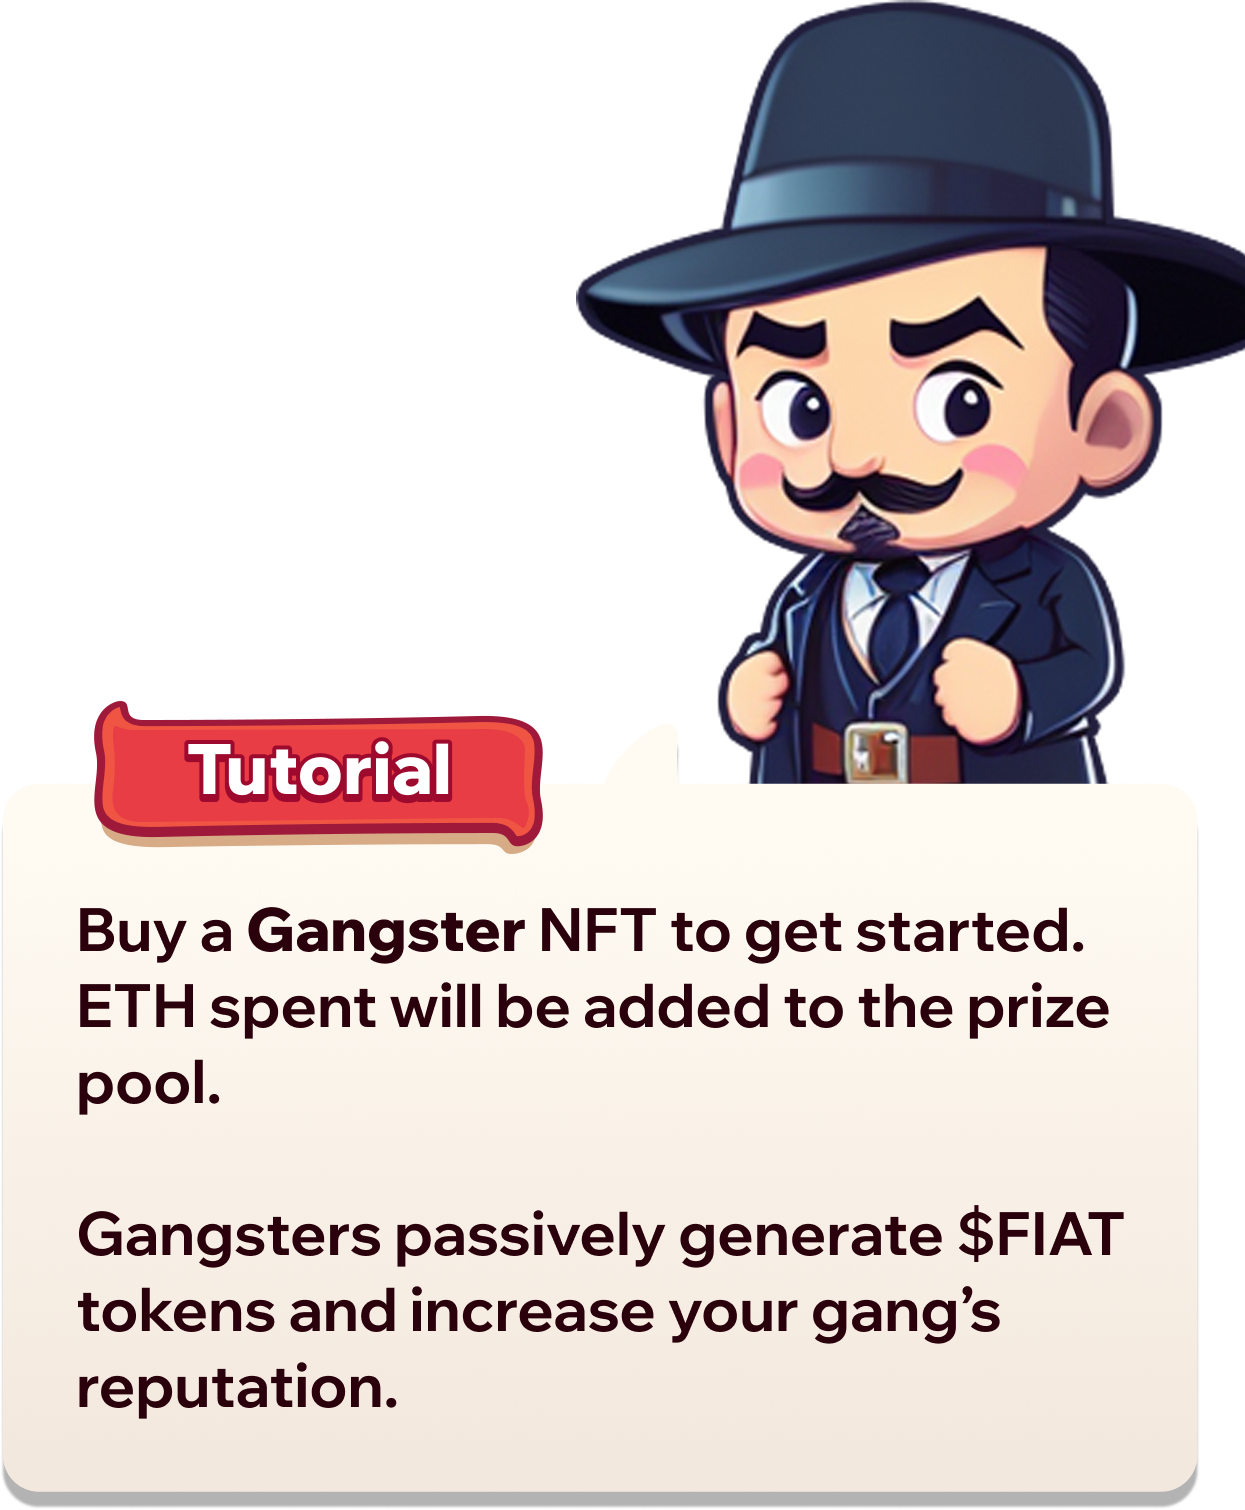 Tutorial
Buy a Gangster NFT to get started.
ETH spent will be added to the prize
pool.
Gangsters passively generate $FIAT
tokens and increase your gang’s
reputation.